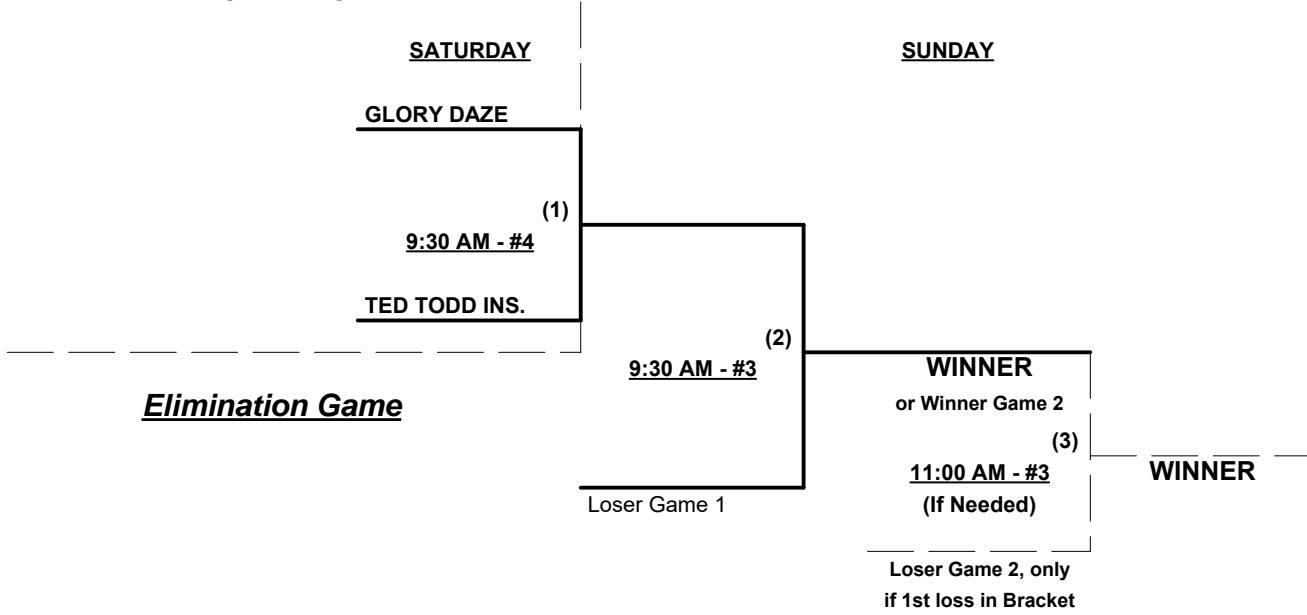 SATURDAY
SUNDAY
GLORY DAZE
(1)
9:30 AM - #4
TED TODD INS.
(2)
9:30 AM - #3
WINNER
Elimination Game
or Winner Game 2
(3)
11:00 AM - #3
WINNER
Loser Game 1
(If Needed)
Loser Game 2, only
if 1st loss in Bracket